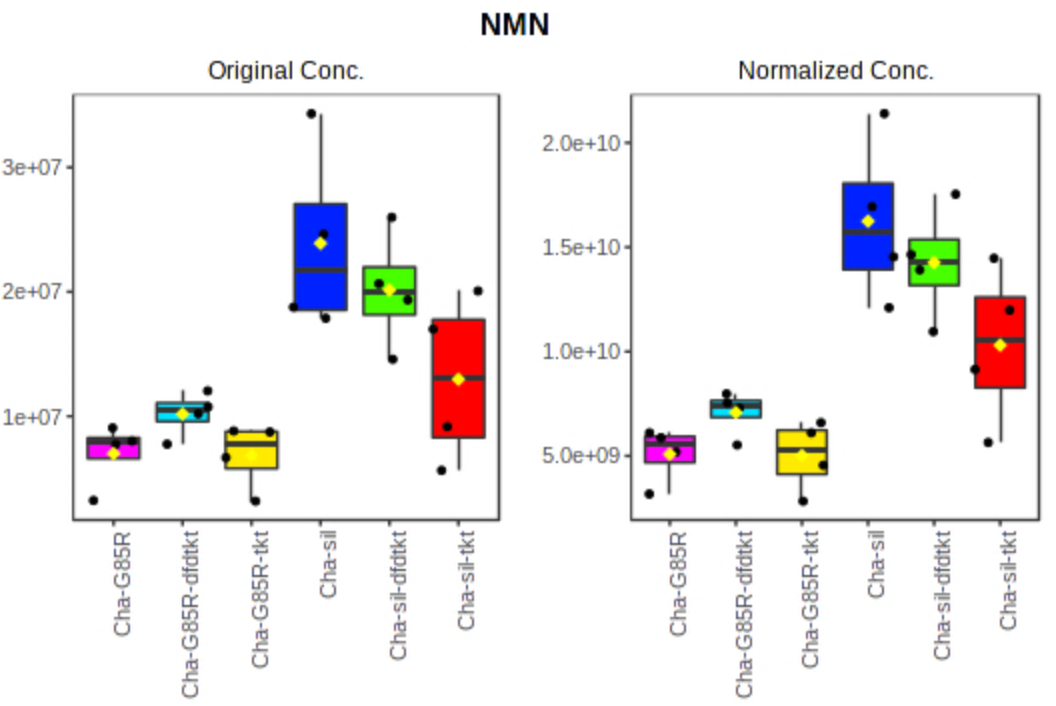 NMN
Original Conc.
3e+07
2e+07
1e+07
Cha-G85R
Cha-G85R-dfdtkt
Cha-G85R-tkt
Cha-sil
Cha-sil-dfdtkt
Cha-sil-tkt
Normalized Conc.
2.0e+10
1.5e+10
1.0e+10
5.0e+09
Cha-G85R
Cha-G85R-dfdtkt
Cha-G85R-tkt
Cha-sil
Cha-sil-dfdtkt
Cha-sil-tkt